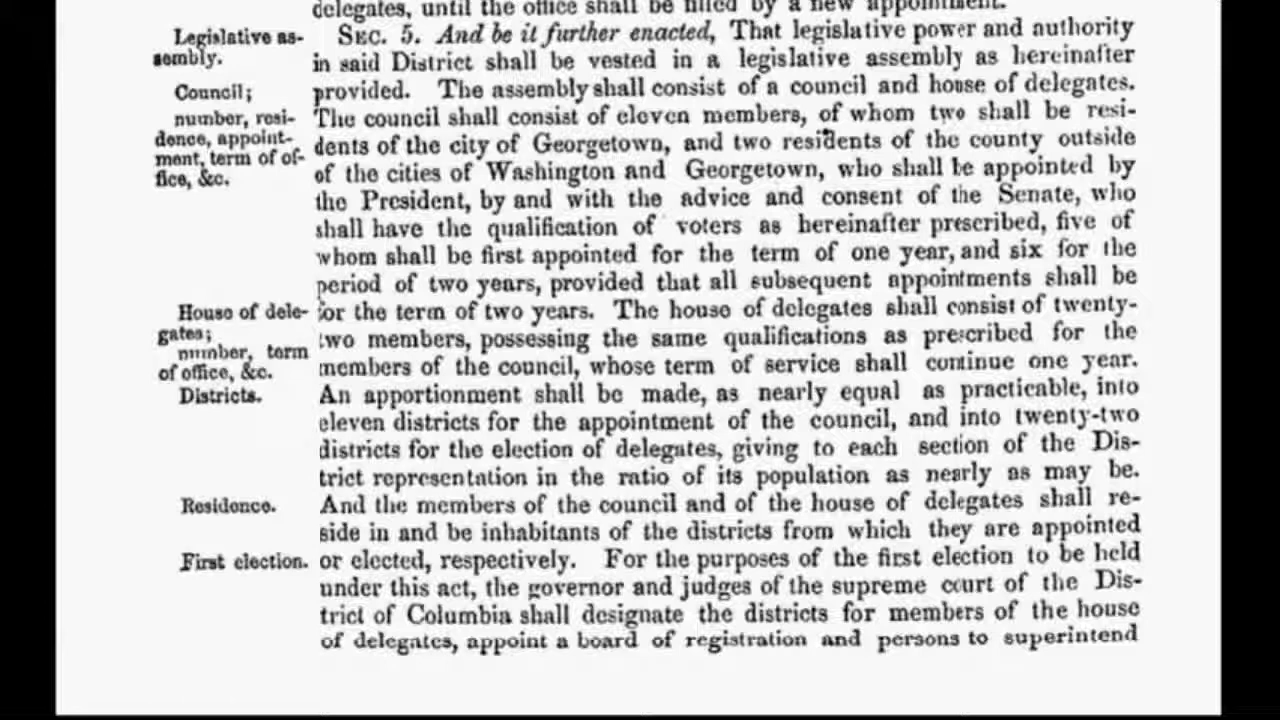 delegates, until the office shall be filled by a new appointment.
Legislative as-
sembly.
SEC. 5. And be it further enacted, That legislative power and authority
in said District shall be vested in a legislative assembly as hereinafter
Council;
provided. The assembly shall consist of a council and house of delegates.
number, resi-
dence, appoint-
ment, term of of-
fice, &c.
The council shall consist of eleven members, of whom two shall be resi-
dents of the city of Georgetown, and two residents of the county outside
of the cities of Washington and Georgetown, who shall be appointed by
the President, by and with the advice and consent of the Senate, who
shall have the qualification of voters as hereinafter prescribed, five of
whom shall be first appointed for the term of one year, and six for the
period of two years, provided that all subsequent appointments shall be
House of dele-
gates;
number, term
of office, &c.
for the term of two years. The house of delegates shall consist of twenty-
two members, possessing the same qualifications as prescribed for the
members of the council, whose term of service shall continue one year.
Districts.
An apportionment shall be made, as nearly equal as practicable, into
eleven districts for the appointment of the council, and into twenty-two
districts for the election of delegates, giving to each section of the Dis-
trict representation in the ratio of its population as nearly as may be.
Residence.
And the members of the council and of the house of delegates shall re-
side in and be inhabitants of the districts from which they are appointed
First election.
or elected, respectively. For the purposes of the first election to be held
under this act, the governor and judges of the supreme court of the Dis-
trict of Columbia shall designate the districts for members of the house
of delegates, appoint a board of registration and persons to superintend